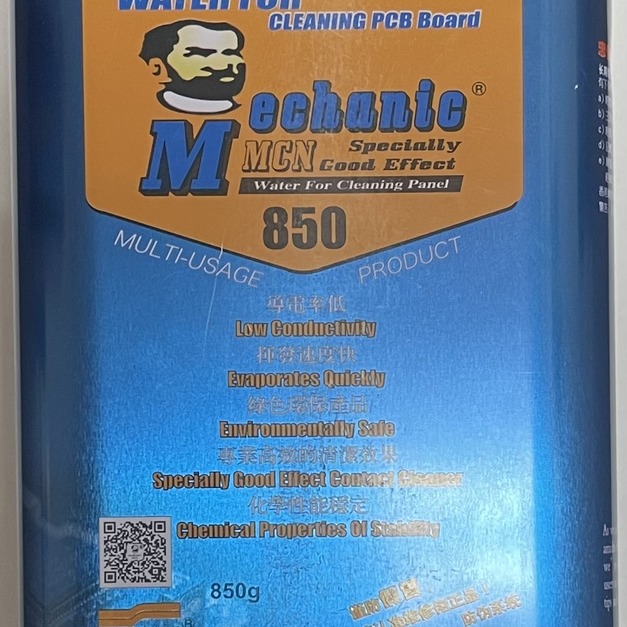 WATER FOR
CLEANING PCB Board
Mechanic ®
MCN Specially
Good Effect
Water For Cleaning Panel
850
MULTI-USAGE PRODUCT
導電率低
Low Conductivity
揮發速度快
Evaporates Quickly
綠色環保產品
Environmentally Safe
專業高效的清潔效果
Specially Good Effect Contact Cleaner
化學性能穩定
Chemical Properties Of Stability
850g